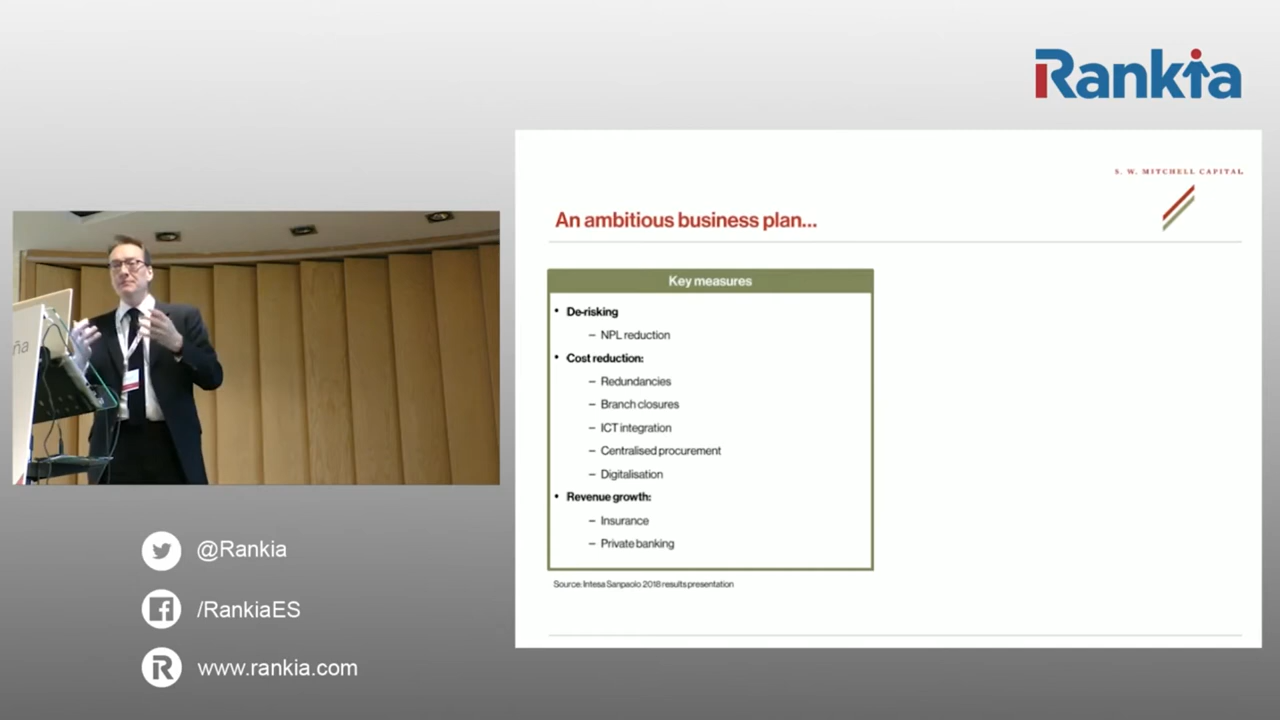 Rankia
S. W. MITCHELL CAPITAL
An ambitious business plan...
Key measures
• De-risking
– NPL reduction
• Cost reduction:
– Redundancies
– Branch closures
– ICT integration
– Centralised procurement
– Digitalisation
• Revenue growth:
– Insurance
– Private banking
Source: Intesa Sanpaolo 2018 results presentation
ña
@Rankia
/RankiaES
www.rankia.com